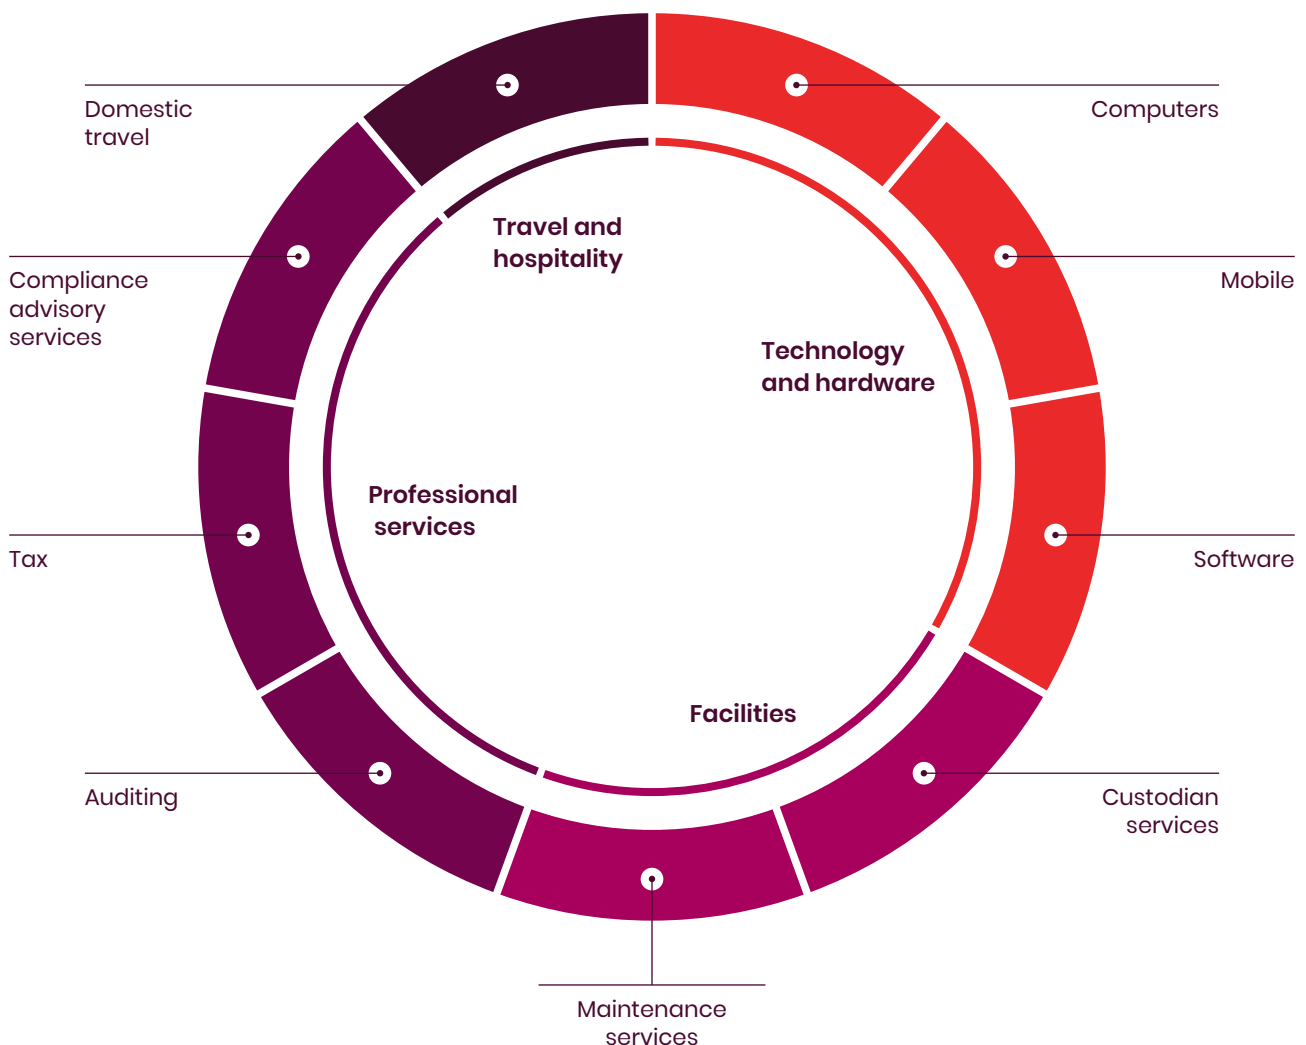 Domestic
travel
Computers
Travel and
hospitality
Compliance
advisory
services
Mobile
Technology
and hardware
Professional
services
Tax
Software
Facilities
Auditing
Custodian
services
Maintenance
services